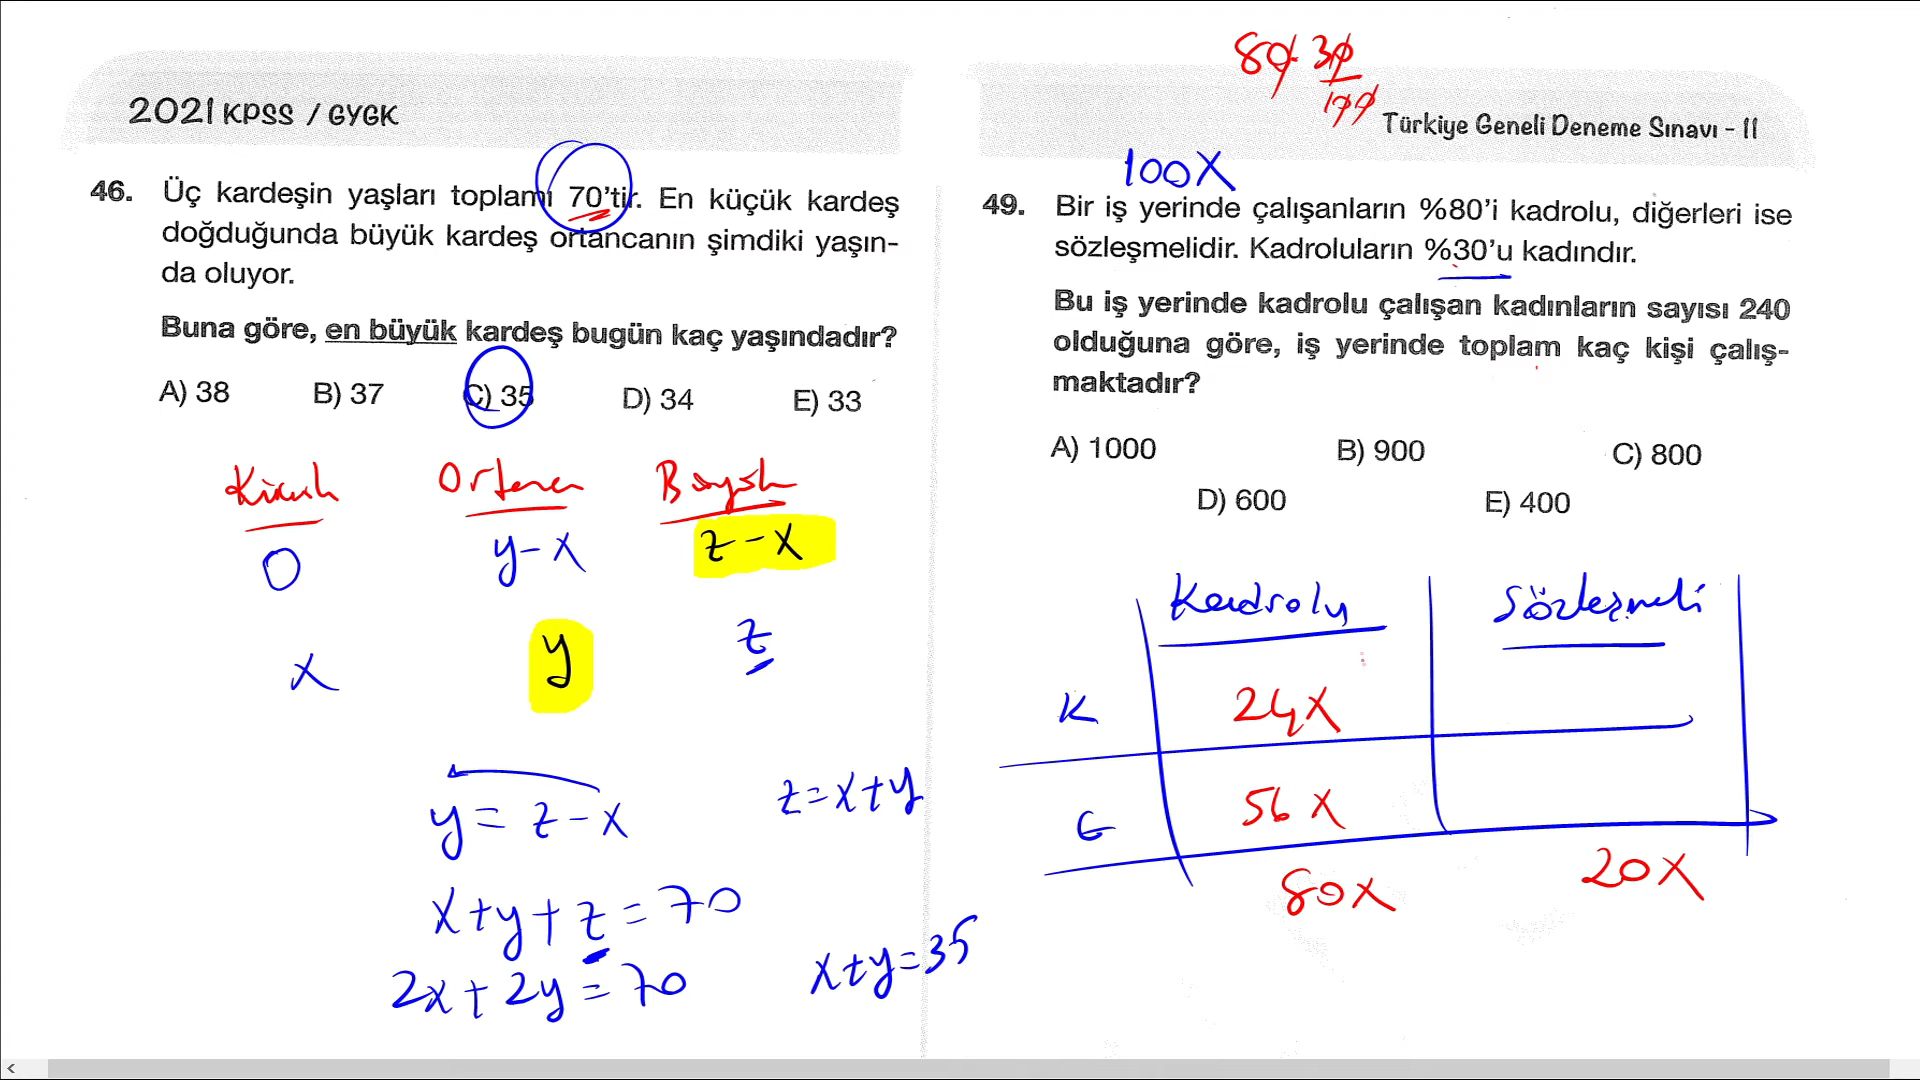 2021 KPSS / GYGK
46. Üç kardeşin yaşları toplamı 70'tir. En küçük kardeş
doğduğunda büyük kardeş ortancanın şimdiki yaşın-
da oluyor.
Buna göre, en büyük kardeş bugün kaç yaşındadır?
A) 38 B) 37 C) 35 D) 34 E) 33
Küçük Ortanca Büyük
0 y-x z-x
x y z
y = z-x z=x+y
x+y+z=70
2x+2y=70 x+y=35
80·30
100
Türkiye Geneli Deneme Sınavı - II
100x
49. Bir iş yerinde çalışanların %80'i kadrolu, diğerleri ise
sözleşmelidir. Kadroluların %30'u kadındır.
Bu iş yerinde kadrolu çalışan kadınların sayısı 240
olduğuna göre, iş yerinde toplam kaç kişi çalış-
maktadır?
A) 1000 B) 900 C) 800
D) 600 E) 400
Kadrolu Sözleşmeli
K 24x
E 56x
80x 20x